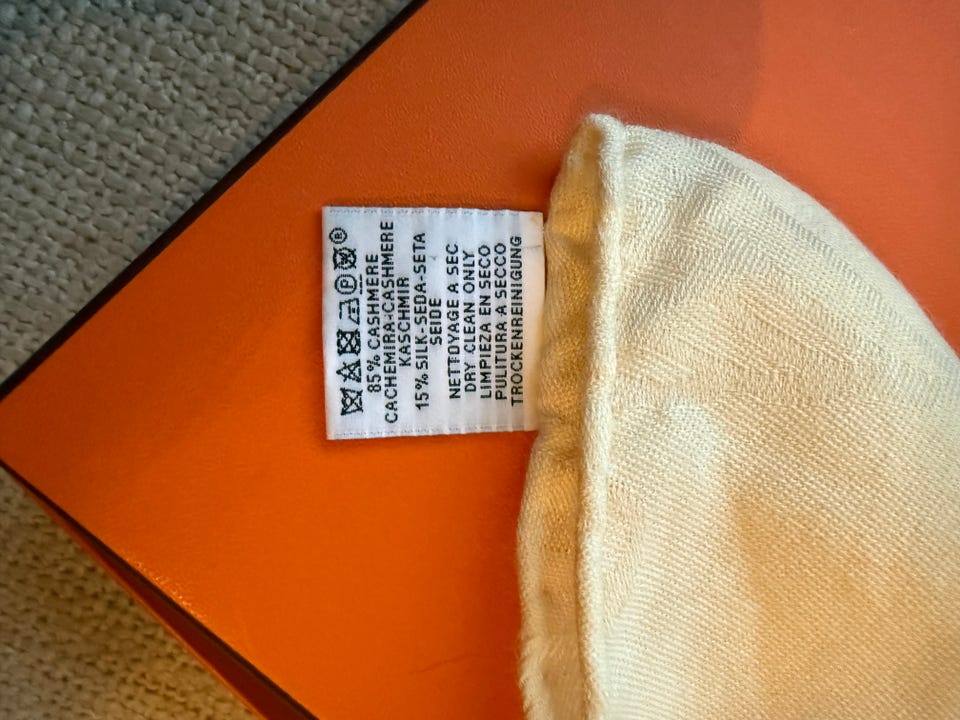 85% CASHMERE
CACHEMIRA-CASHMERE
KASCHMIR
15% SILK-SEDA-SETA
SEIDE
NETTOYAGE A SEC
DRY CLEAN ONLY
LIMPIEZA EN SECO
PULITURA A SECCO
TROCKENREINIGUNG